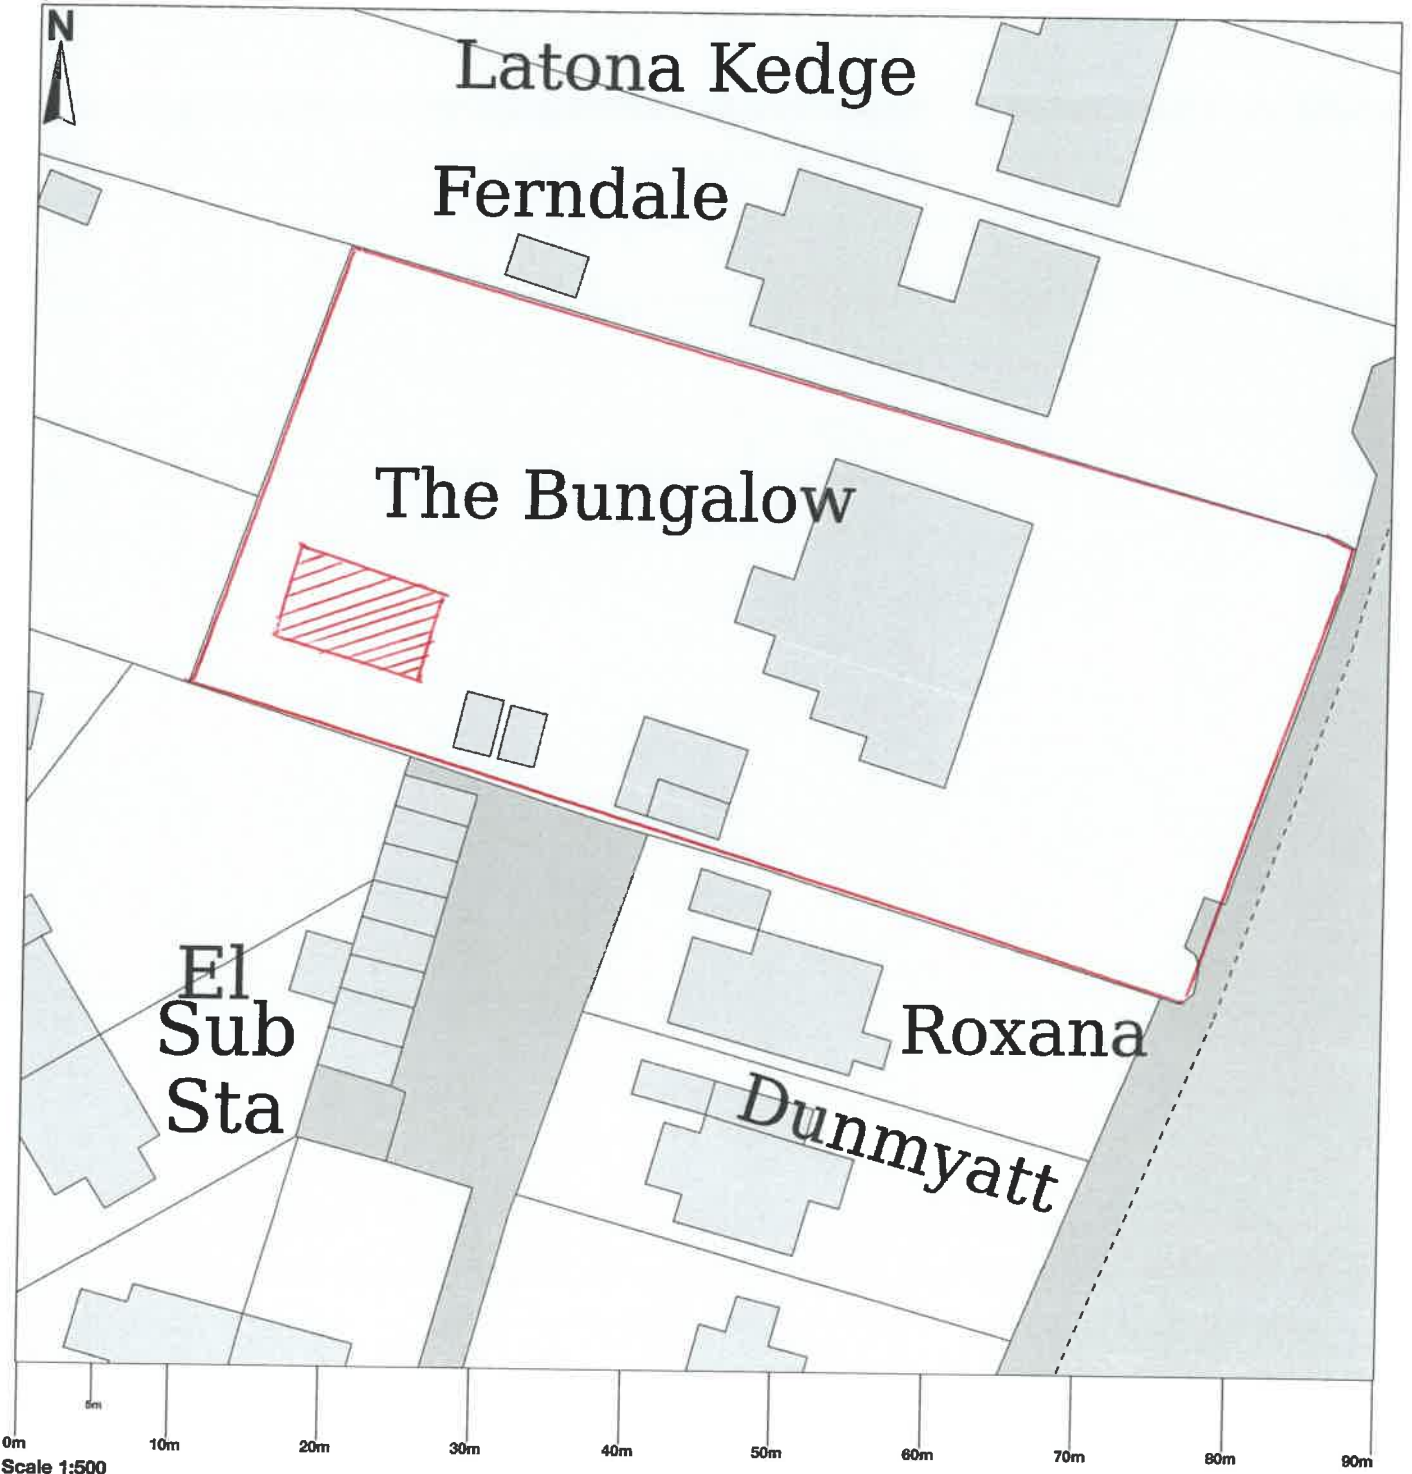 N
Latona Kedge
Ferndale
The Bungalow
El
Sub
Sta
Roxana
Dunmyatt
5m
0m 10m 20m 30m 40m 50m 60m 70m 80m 90m
Scale 1:500